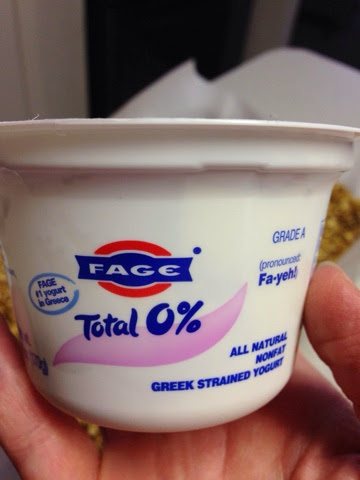 FAGE
Total 0%
FAGE
#1 yogurt
in Greece
GRADE A
(pronounced:
Fa-yeh!)
ALL NATURAL
NONFAT
GREEK STRAINED YOGURT